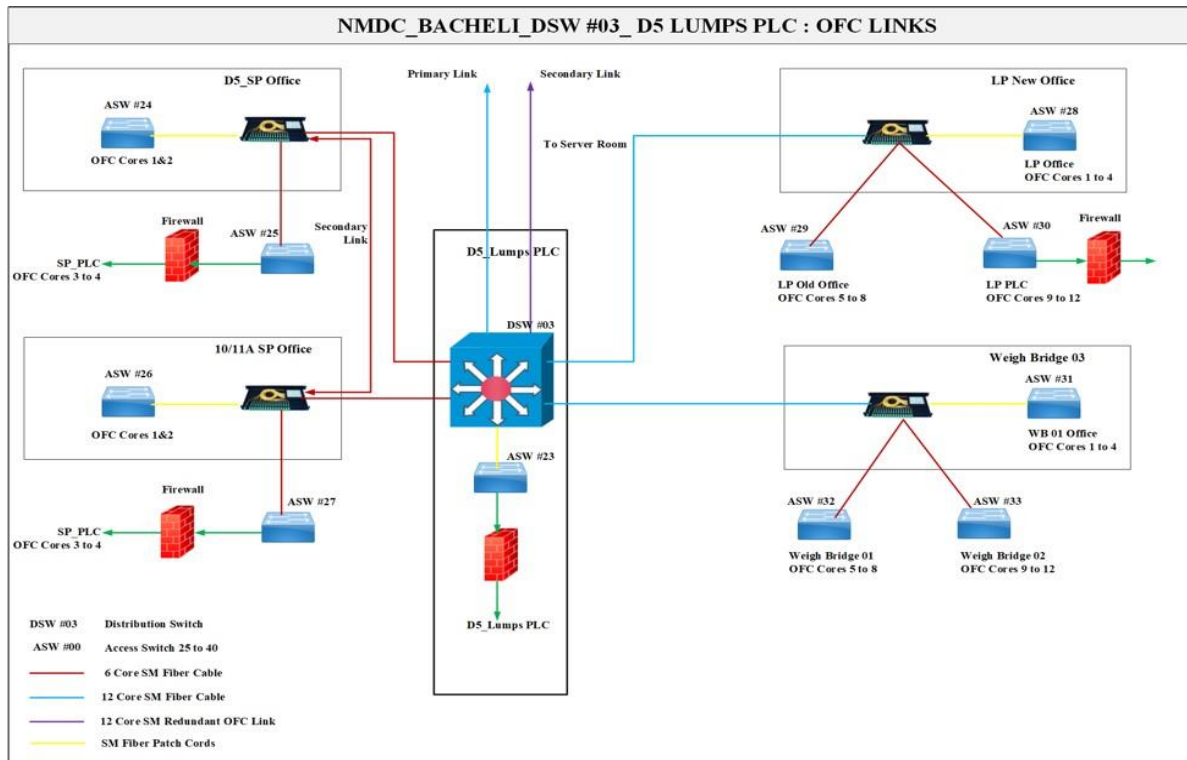 NMDC_BACHELI_DSW #03_ D5 LUMPS PLC : OFC LINKS
D5_SP Office
ASW #24
OFC Cores 1&2
Firewall
ASW #25
SP_PLC
OFC Cores 3 to 4
Secondary
Link
10/11A SP Office
ASW #26
OFC Cores 1&2
Firewall
ASW #27
SP_PLC
OFC Cores 3 to 4
Primary Link
Secondary Link
To Server Room
D5_Lumps PLC
DSW #03
ASW #23
D5_Lumps PLC
LP New Office
ASW #28
LP Office
OFC Cores 1 to 4
ASW #29
LP Old Office
OFC Cores 5 to 8
ASW #30
LP PLC
OFC Cores 9 to 12
Firewall
Weigh Bridge 03
ASW #31
WB 01 Office
OFC Cores 1 to 4
ASW #32
Weigh Bridge 01
OFC Cores 5 to 8
ASW #33
Weigh Bridge 02
OFC Cores 9 to 12
DSW #03 Distribution Switch
ASW #00 Access Switch 25 to 40
6 Core SM Fiber Cable
12 Core SM Fiber Cable
12 Core SM Redundant OFC Link
SM Fiber Patch Cords